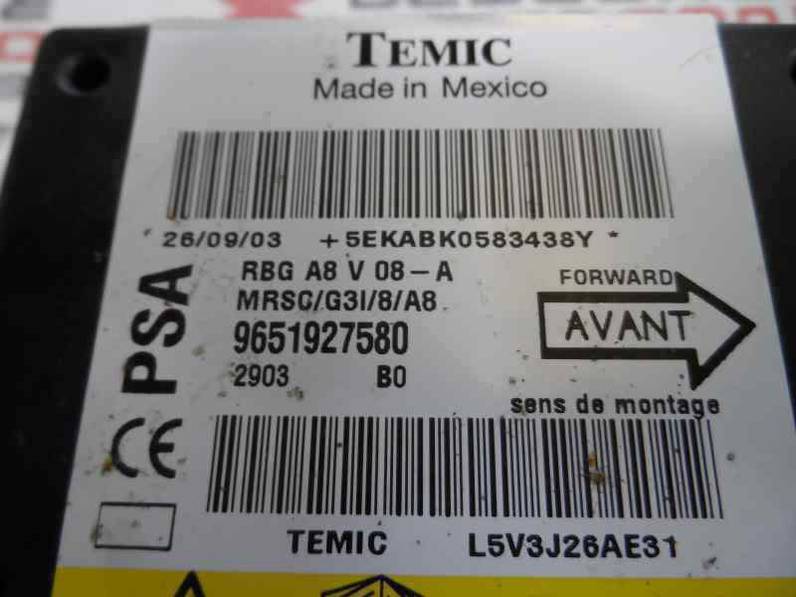 TEMIC
Made in Mexico
* 26/09/03 +5EKABK0583438Y *
RBG A8 V 08-A
MRSC/G3I/8/A8
9651927580
2903 B0
PSA
CE
FORWARD
AVANT
sens de montage
TEMIC L5V3J26AE31